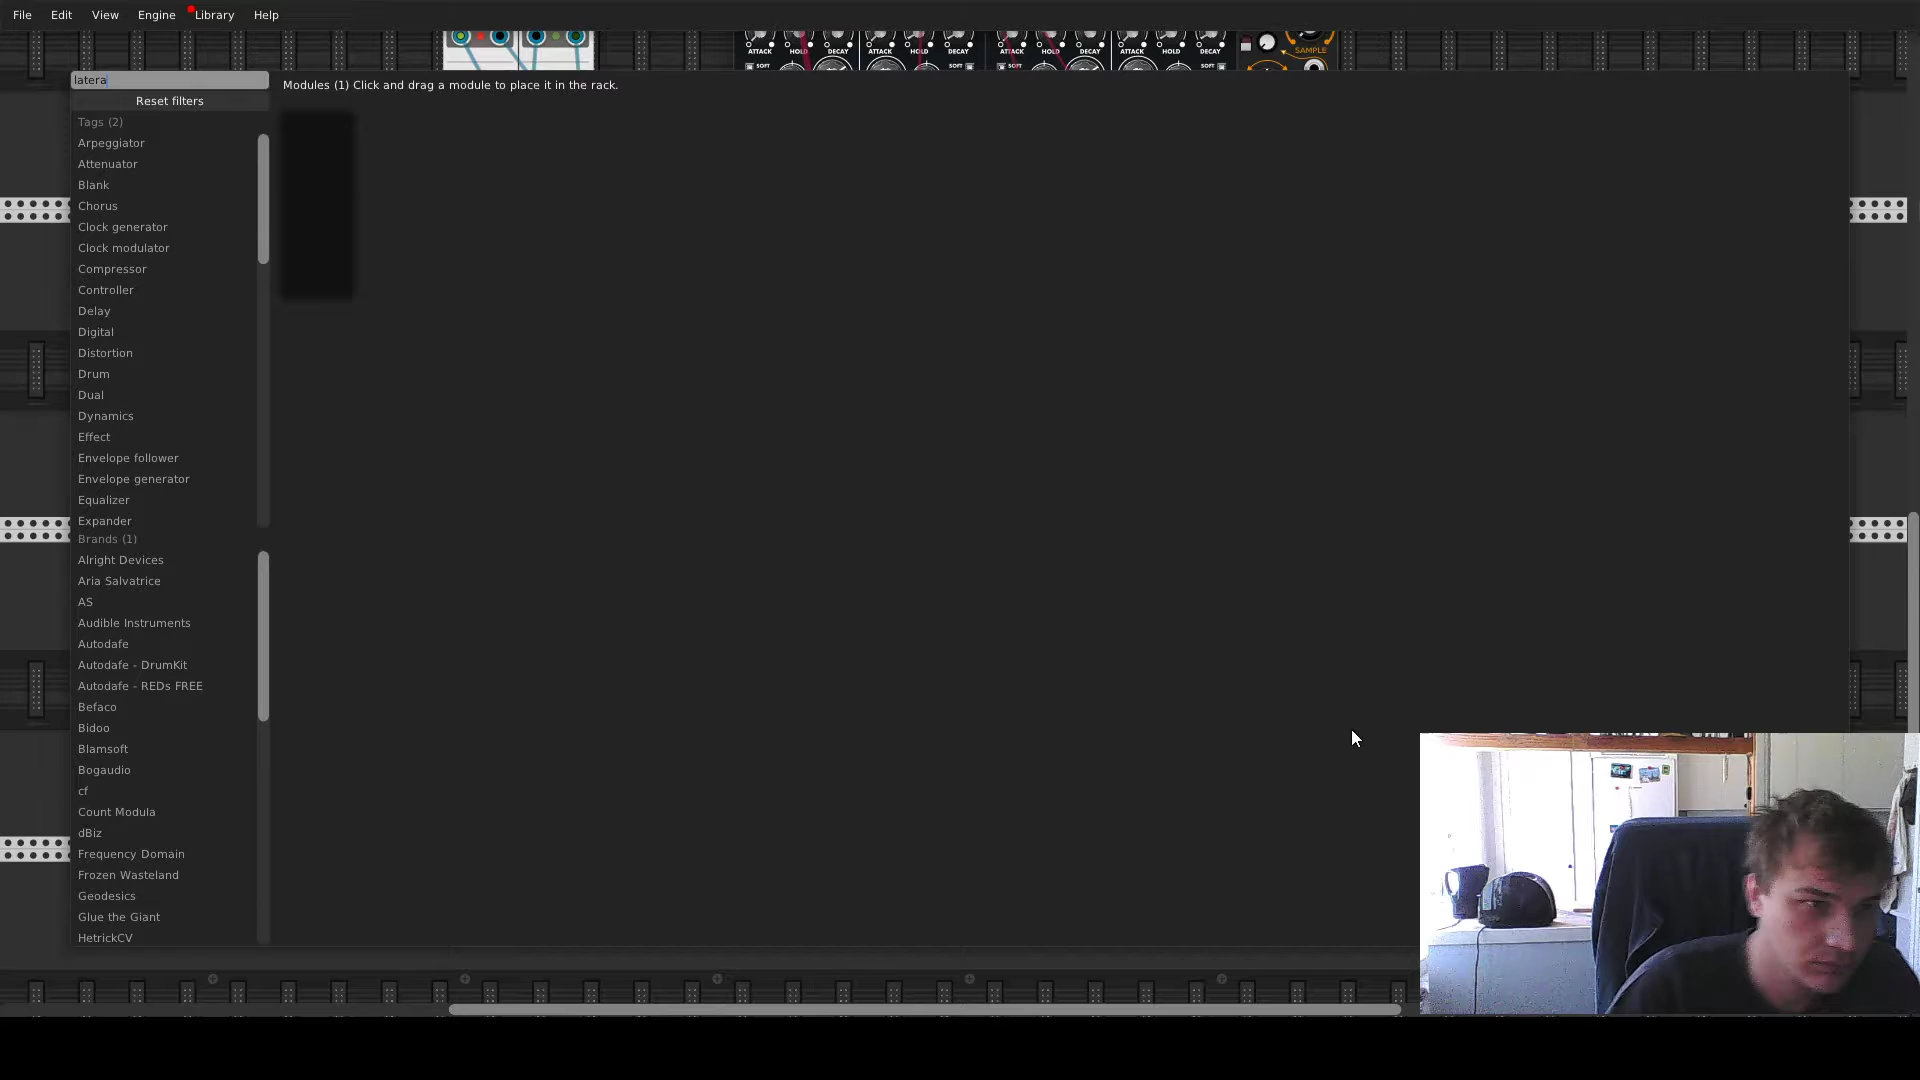 File Edit View Engine Library Help
ATTACK HOLD DECAY ATTACK HOLD DECAY ATTACK HOLD DECAY ATTACK HOLD DECAY SAMPLE
SOFT SOFT SOFT SOFT
latera
Modules (1) Click and drag a module to place it in the rack.
Reset filters
Tags (2)
Arpeggiator
Attenuator
Blank
Chorus
Clock generator
Clock modulator
Compressor
Controller
Delay
Digital
Distortion
Drum
Dual
Dynamics
Effect
Envelope follower
Envelope generator
Equalizer
Expander
Brands (1)
Alright Devices
Aria Salvatrice
AS
Audible Instruments
Autodafe
Autodafe - DrumKit
Autodafe - REDs FREE
Befaco
Bidoo
Blamsoft
Bogaudio
cf
Count Modula
dBiz
Frequency Domain
Frozen Wasteland
Geodesics
Glue the Giant
HetrickCV